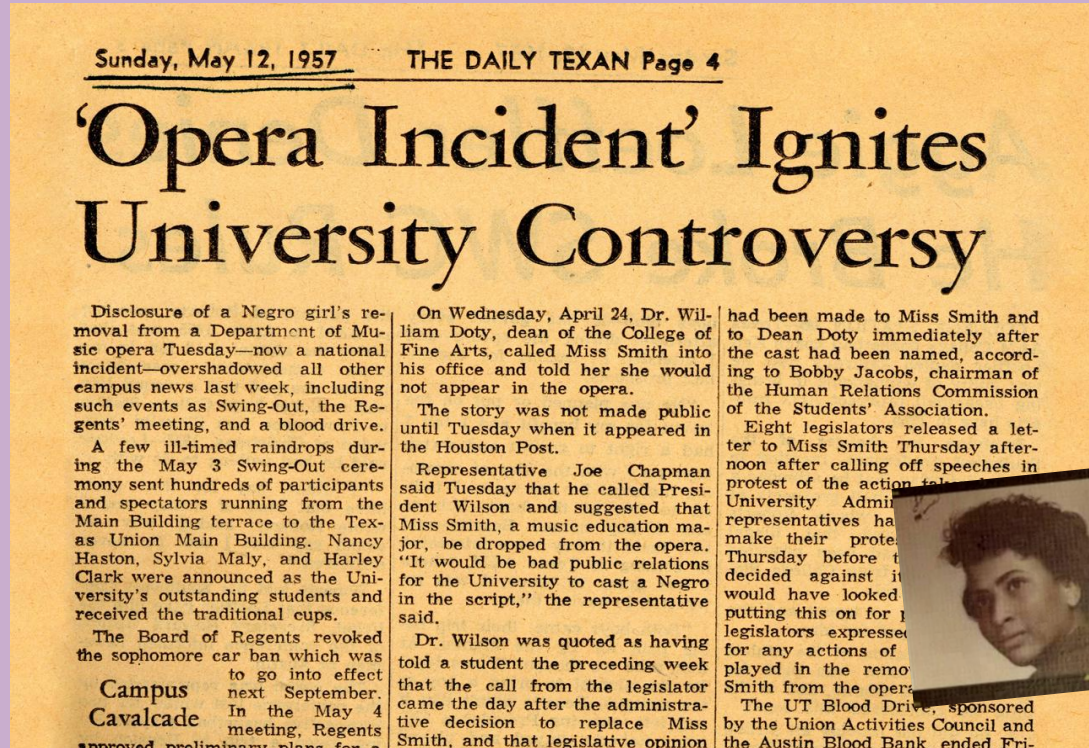 Sunday, May 12, 1957 THE DAILY TEXAN Page 4
'Opera Incident' Ignites
University Controversy
Disclosure of a Negro girl's re-
moval from a Department of Mu-
sic opera Tuesday—now a national
incident—overshadowed all other
campus news last week, including
such events as Swing-Out, the Re-
gents' meeting, and a blood drive.
A few ill-timed raindrops dur-
ing the May 3 Swing-Out cere-
mony sent hundreds of participants
and spectators running from the
Main Building terrace to the Tex-
as Union Main Building. Nancy
Haston, Sylvia Maly, and Harley
Clark were announced as the Uni-
versity's outstanding students and
received the traditional cups.
The Board of Regents revoked
the sophomore car ban which was
to go into effect
next September.
In the May 4
meeting, Regents
approved preliminary plans for a
Campus
Cavalcade
On Wednesday, April 24, Dr. Wil-
liam Doty, dean of the College of
Fine Arts, called Miss Smith into
his office and told her she would
not appear in the opera.
The story was not made public
until Tuesday when it appeared in
the Houston Post.
Representative Joe Chapman
said Tuesday that he called Presi-
dent Wilson and suggested that
Miss Smith, a music education ma-
jor, be dropped from the opera.
"It would be bad public relations
for the University to cast a Negro
in the script," the representative
said.
Dr. Wilson was quoted as having
told a student the preceding week
that the call from the legislator
came the day after the administra-
tive decision to replace Miss
Smith, and that legislative opinion
had been made to Miss Smith and
to Dean Doty immediately after
the cast had been named, accord-
ing to Bobby Jacobs, chairman of
the Human Relations Commission
of the Students' Association.
Eight legislators released a let-
ter to Miss Smith Thursday after-
noon after calling off speeches in
protest of the action
University
representatives
make their
Thursday before
decided against
would have looked
putting this on for
legislators
for any actions of
played in the
Smith from the
The UT Blood Drive, sponsored
by the Union Activities Council and
the Austin Blood Bank, ended Fri-